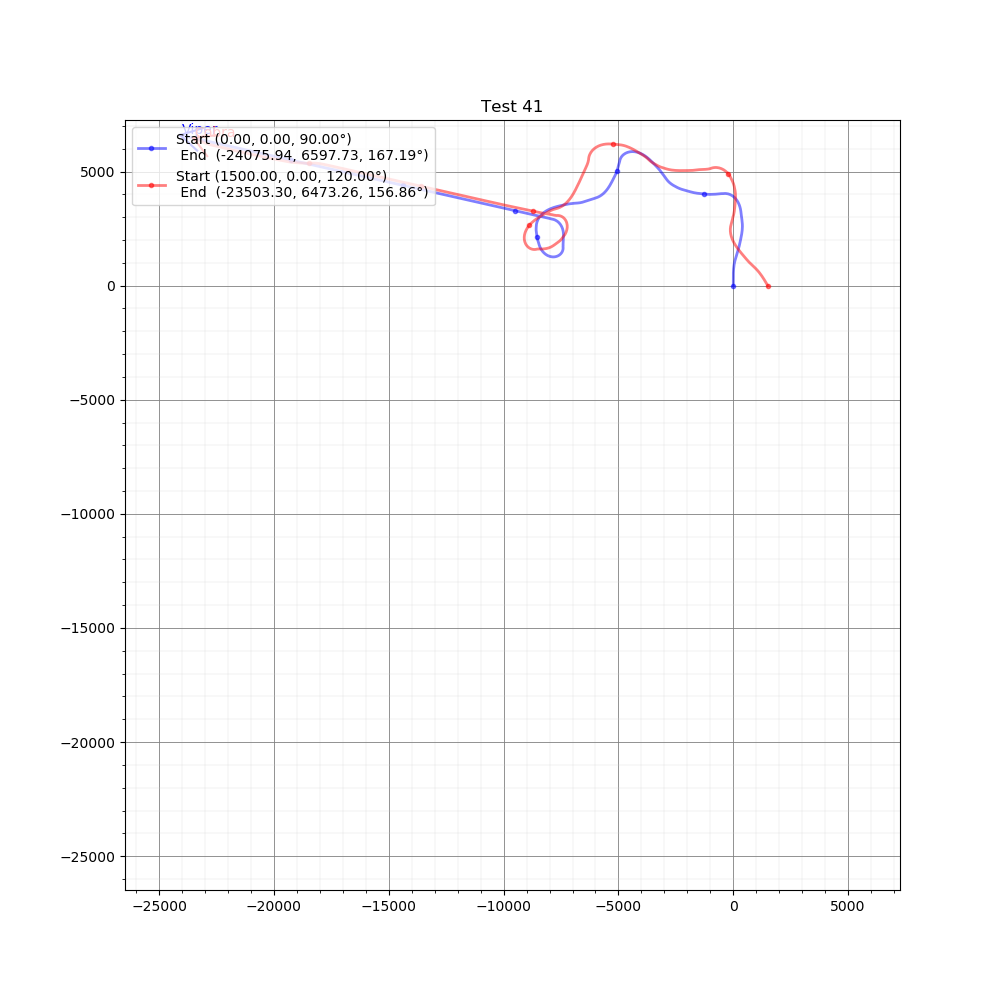 Test 41
Viper
Start (0.00, 0.00, 90.00°)
End (-24075.94, 6597.73, 167.19°)
Start (1500.00, 0.00, 120.00°)
End (-23503.30, 6473.26, 156.86°)
5000
0
−5000
−10000
−15000
−20000
−25000
−25000 −20000 −15000 −10000 −5000 0 5000